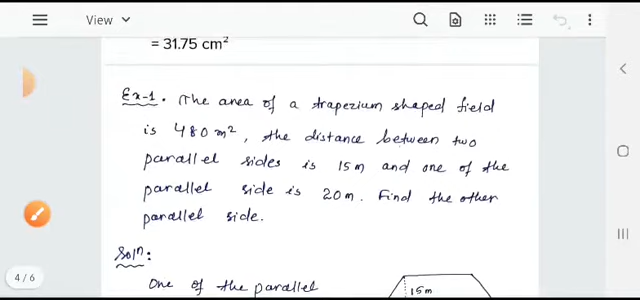 View
= 31.75 cm²
Ex-1. The area of a trapezium shaped field
is 480 m², the distance between two
parallel sides is 15m and one of the
parallel side is 20m. Find the other
parallel side.
Soln:
One of the parallel
15m
4/6